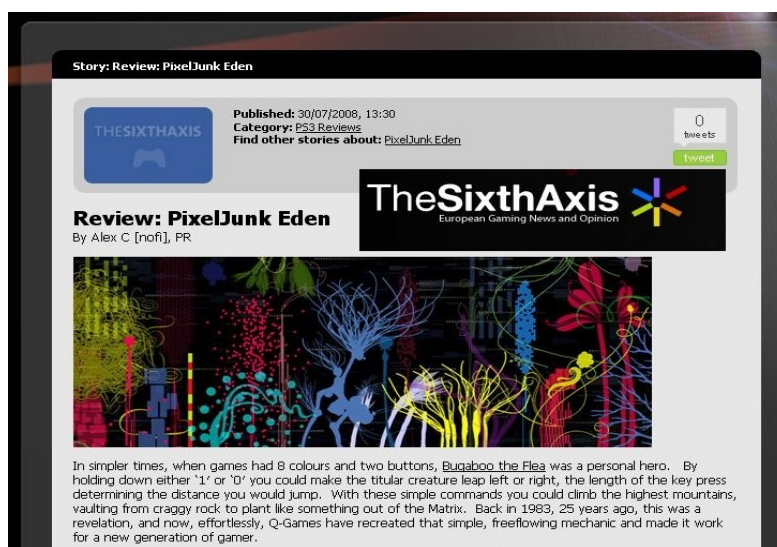 Story: Review: PixelJunk Eden
THESIXTHAXIS
Published: 30/07/2008, 13:30
Category: PS3 Reviews
Find other stories about: PixelJunk Eden
0
tweets
tweet
TheSixthAxis
European Gaming News and Opinion
Review: PixelJunk Eden
By Alex C [nofi], PR
In simpler times, when games had 8 colours and two buttons, Bugaboo the Flea was a personal hero. By
holding down either `1′ or `0′ you could make the titular creature leap left or right, the length of the key press
determining the distance you would jump. With these simple commands you could climb the highest mountains,
vaulting from craggy rock to plant like something out of the Matrix. Back in 1983, 25 years ago, this was a
revelation, and now, effortlessly, Q-Games have recreated that simple, freeflowing mechanic and made it work
for a new generation of gamer.